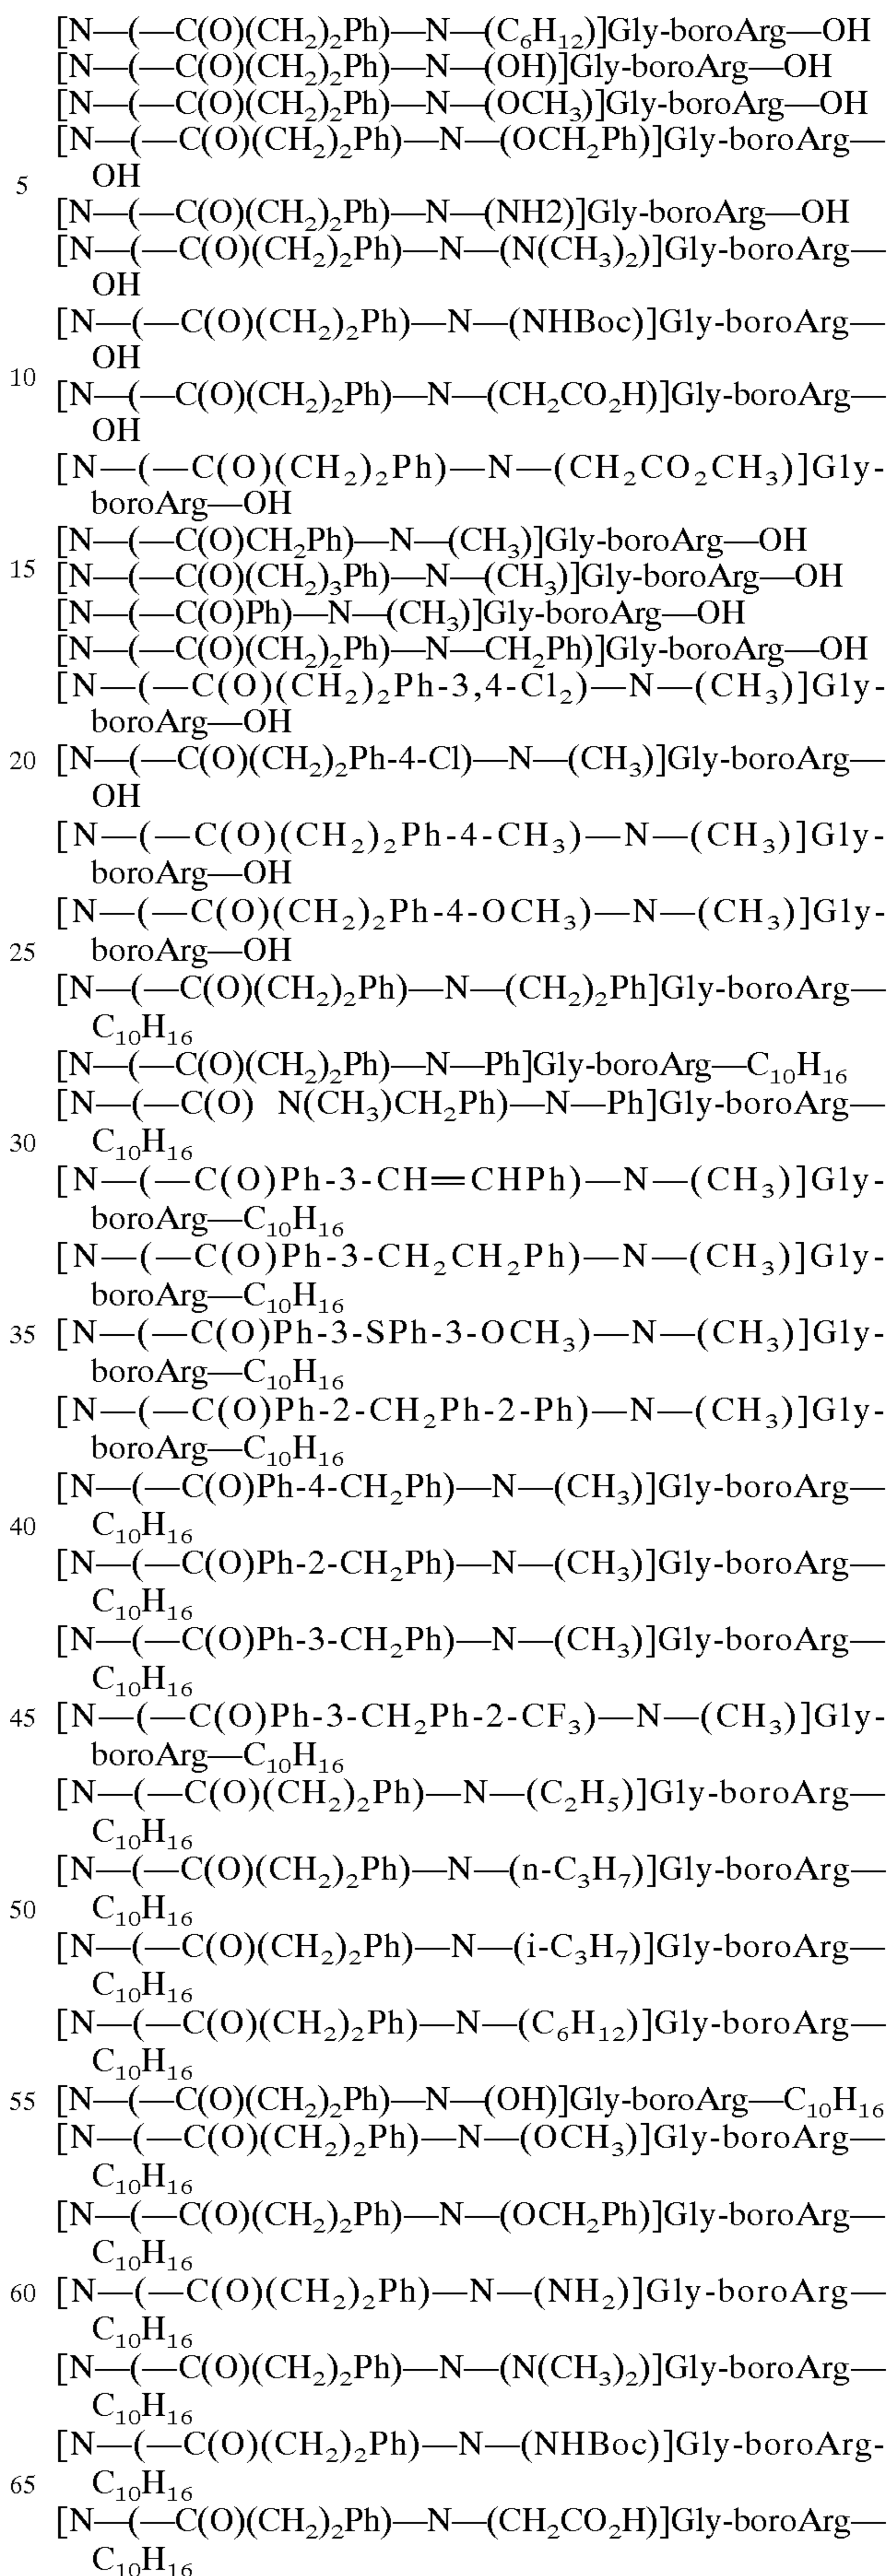 [N—(—C(O)(CH₂)₂Ph)—N—(C₆H₁₂)]Gly-boroArg—OH
[N—(—C(O)(CH₂)₂Ph)—N—(OH)]Gly-boroArg—OH
[N—(—C(O)(CH₂)₂Ph)—N—(OCH₃)]Gly-boroArg—OH
[N—(—C(O)(CH₂)₂Ph)—N—(OCH₂Ph)]Gly-boroArg—
5 OH
[N—(—C(O)(CH₂)₂Ph)—N—(NH2)]Gly-boroArg—OH
[N—(—C(O)(CH₂)₂Ph)—N—(N(CH₃)₂)]Gly-boroArg—
OH
[N—(—C(O)(CH₂)₂Ph)—N—(NHBoc)]Gly-boroArg—
10 OH
[N—(—C(O)(CH₂)₂Ph)—N—(CH₂CO₂H)]Gly-boroArg—
OH
[N—(—C(O)(CH₂)₂Ph)—N—(CH₂CO₂CH₃)]Gly-
boroArg—OH
[N—(—C(O)CH₂Ph)—N—(CH₃)]Gly-boroArg—OH
15 [N—(—C(O)(CH₂)₃Ph)—N—(CH₃)]Gly-boroArg—OH
[N—(—C(O)Ph)—N—(CH₃)]Gly-boroArg—OH
[N—(—C(O)(CH₂)₂Ph)—N—CH₂Ph)]Gly-boroArg—OH
[N—(—C(O)(CH₂)₂Ph-3,4-Cl₂)—N—(CH₃)]Gly-
boroArg—OH
20 [N—(—C(O)(CH₂)₂Ph-4-Cl)—N—(CH₃)]Gly-boroArg—
OH
[N—(—C(O)(CH₂)₂Ph-4-CH₃)—N—(CH₃)]Gly-
boroArg—OH
[N—(—C(O)(CH₂)₂Ph-4-OCH₃)—N—(CH₃)]Gly-
25 boroArg—OH
[N—(—C(O)(CH₂)₂Ph)—N—(CH₂)₂Ph]Gly-boroArg—
C₁₀H₁₆
[N—(—C(O)(CH₂)₂Ph)—N—Ph]Gly-boroArg—C₁₀H₁₆
[N—(—C(O) N(CH₃)CH₂Ph)—N—Ph]Gly-boroArg—
30 C₁₀H₁₆
[N—(—C(O)Ph-3-CH=CHPh)—N—(CH₃)]Gly-
boroArg—C₁₀H₁₆
[N—(—C(O)Ph-3-CH₂CH₂Ph)—N—(CH₃)]Gly-
boroArg—C₁₀H₁₆
35 [N—(—C(O)Ph-3-SPh-3-OCH₃)—N—(CH₃)]Gly-
boroArg—C₁₀H₁₆
[N—(—C(O)Ph-2-CH₂Ph-2-Ph)—N—(CH₃)]Gly-
boroArg—C₁₀H₁₆
[N—(—C(O)Ph-4-CH₂Ph)—N—(CH₃)]Gly-boroArg—
40 C₁₀H₁₆
[N—(—C(O)Ph-2-CH₂Ph)—N—(CH₃)]Gly-boroArg—
C₁₀H₁₆
[N—(—C(O)Ph-3-CH₂Ph)—N—(CH₃)]Gly-boroArg—
C₁₀H₁₆
45 [N—(—C(O)Ph-3-CH₂Ph-2-CF₃)—N—(CH₃)]Gly-
boroArg—C₁₀H₁₆
[N—(—C(O)(CH₂)₂Ph)—N—(C₂H₅)]Gly-boroArg—
C₁₀H₁₆
[N—(—C(O)(CH₂)₂Ph)—N—(n-C₃H₇)]Gly-boroArg—
50 C₁₀H₁₆
[N—(—C(O)(CH₂)₂Ph)—N—(i-C₃H₇)]Gly-boroArg—
C₁₀H₁₆
[N—(—C(O)(CH₂)₂Ph)—N—(C₆H₁₂)]Gly-boroArg—
C₁₀H₁₆
55 [N—(—C(O)(CH₂)₂Ph)—N—(OH)]Gly-boroArg—C₁₀H₁₆
[N—(—C(O)(CH₂)₂Ph)—N—(OCH₃)]Gly-boroArg—
C₁₀H₁₆
[N—(—C(O)(CH₂)₂Ph)—N—(OCH₂Ph)]Gly-boroArg—
C₁₀H₁₆
60 [N—(—C(O)(CH₂)₂Ph)—N—(NH₂)]Gly-boroArg—
C₁₀H₁₆
[N—(—C(O)(CH₂)₂Ph)—N—(N(CH₃)₂)]Gly-boroArg—
C₁₀H₁₆
[N—(—C(O)(CH₂)₂Ph)—N—(NHBoc)]Gly-boroArg-
65 C₁₀H₁₆
[N—(—C(O)(CH₂)₂Ph)—N—(CH₂CO₂H)]Gly-boroArg—
C₁₀H₁₆